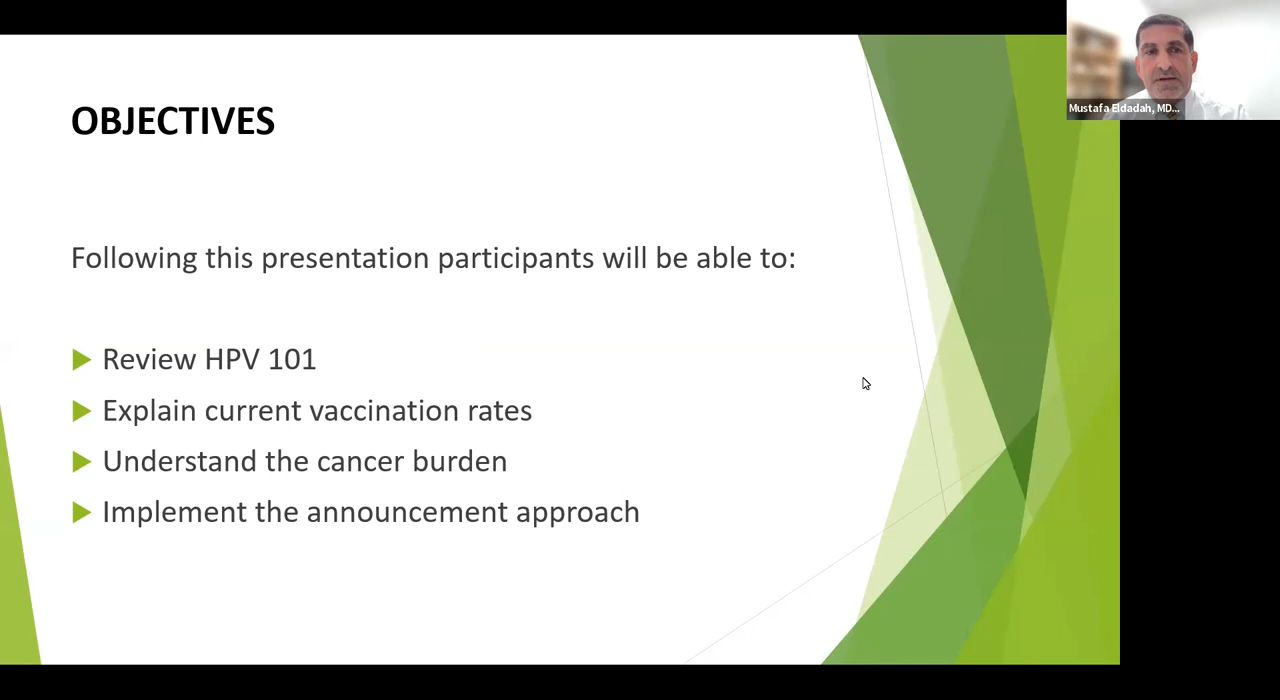 OBJECTIVES
Following this presentation participants will be able to:
Review HPV 101
Explain current vaccination rates
Understand the cancer burden
Implement the announcement approach
Mustafa Eldadah, MD...